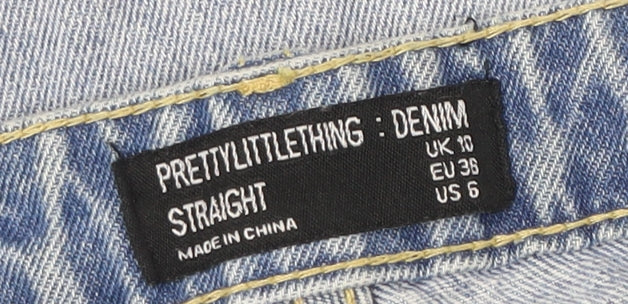 PRETTYLITTLETHING : DENIM
STRAIGHT
MADE IN CHINA
UK 10
EU 38
US 6